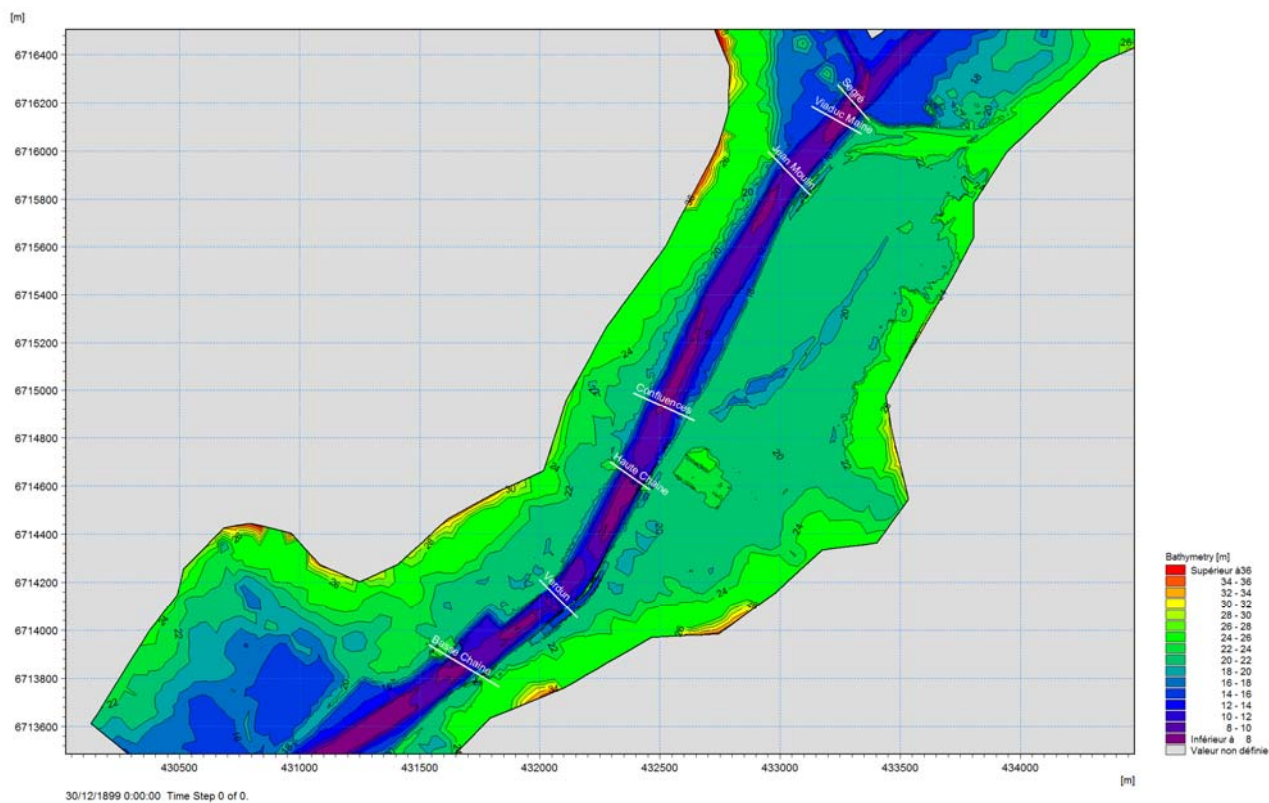 [m]
6716400
6716200
6716000
6715800
6715600
6715400
6715200
6715000
6714800
6714600
6714400
6714200
6714000
6713800
6713600
430500
431000
431500
432000
432500
433000
433500
434000
[m]
Segré
Viaduc Maine
Jean Moulin
Confluences
Haute Chaine
Verdun
Basse Chaine
Bathymetry [m]
Supérieur à36
34 - 36
32 - 34
30 - 32
28 - 30
26 - 28
24 - 26
22 - 24
20 - 22
18 - 20
16 - 18
14 - 16
12 - 14
10 - 12
8 - 10
Inférieur à 8
Valeur non définie
30/12/1899 0:00:00 Time Step 0 of 0.